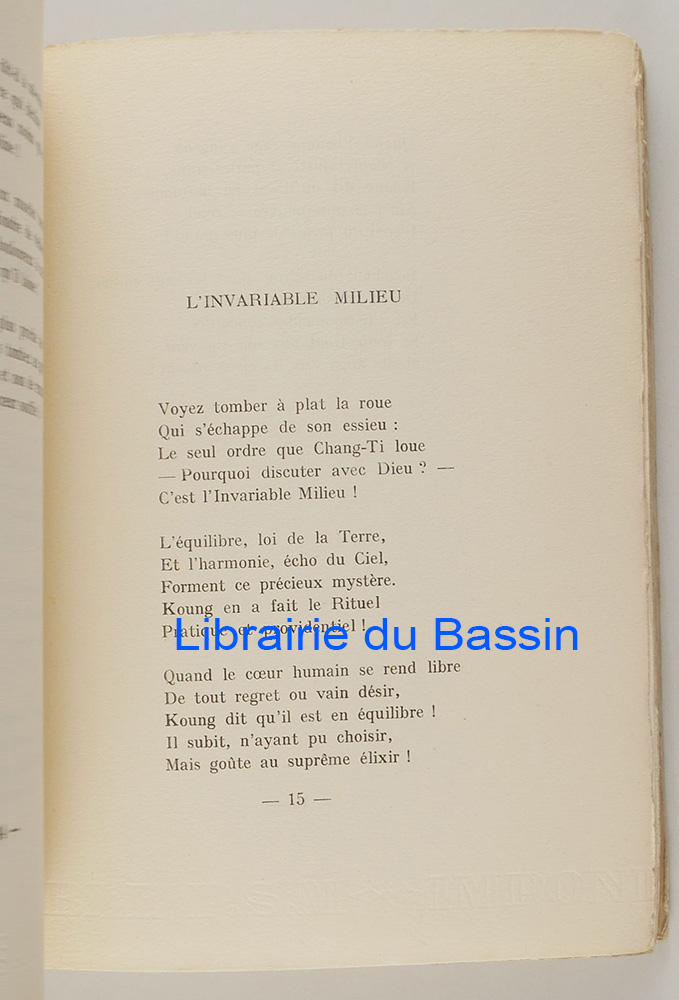 L'INVARIABLE MILIEU
Voyez tomber à plat la roue
Qui s'échappe de son essieu :
Le seul ordre que Chang-Ti loue
— Pourquoi discuter avec Dieu ? —
C'est l'Invariable Milieu !
L'équilibre, loi de la Terre,
Et l'harmonie, écho du Ciel,
Forment ce précieux mystère.
Koung en a fait le Rituel
Pratique et providentiel !
Librairie du Bassin
Quand le cœur humain se rend libre
De tout regret ou vain désir,
Koung dit qu'il est en équilibre !
Il subit, n'ayant pu choisir,
Mais goûte au suprême élixir !
— 15 —